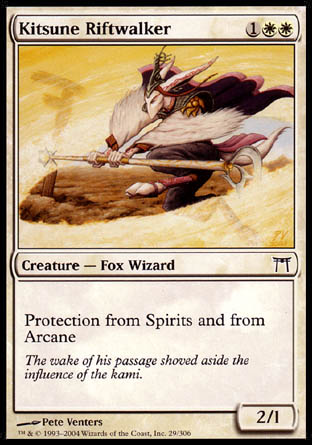 Kitsune Riftwalker 1
Creature — Fox Wizard
Protection from Spirits and from
Arcane
The wake of his passage shoved aside the
influence of the kami.
Pete Venters
™ & © 1993–2004 Wizards of the Coast, Inc. 29/306
2/1